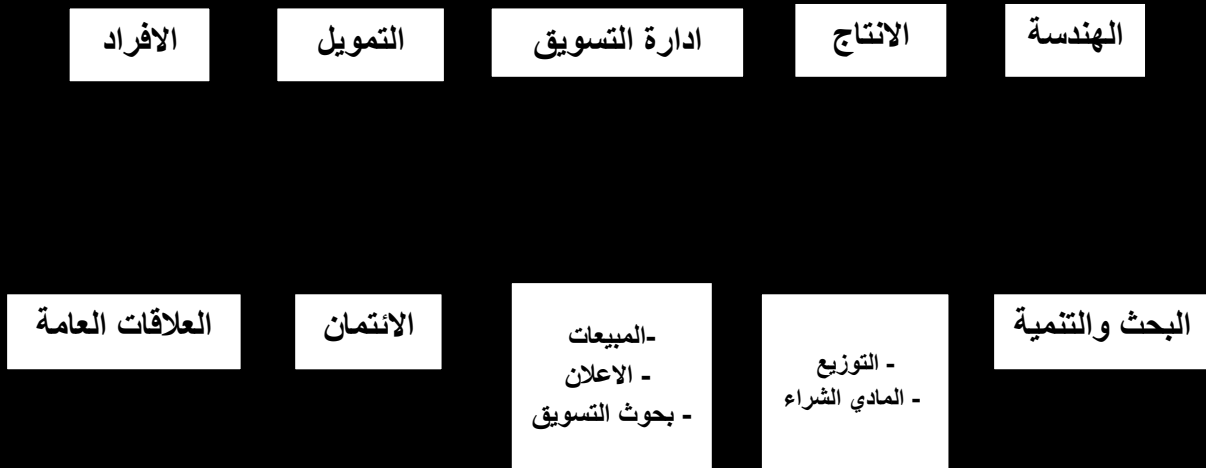 الهندسة
الانتاج
ادارة التسويق
التمويل
الافراد
البحث والتنمية
- التوزيع
- المادي الشراء
-المبيعات
- الاعلان
- بحوث التسويق
الائتمان
العلاقات العامة